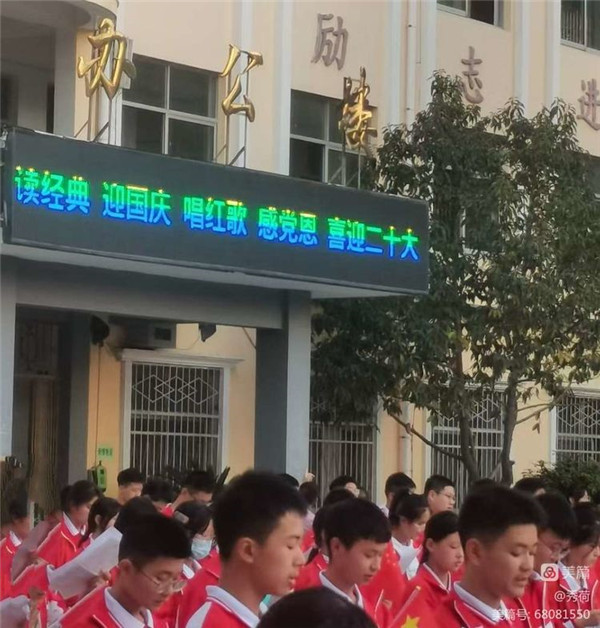 励志进
办公楼
读经典 迎国庆 唱红歌 感党恩 喜迎二十大
美篇
@秀荷
美篇号: 68081550